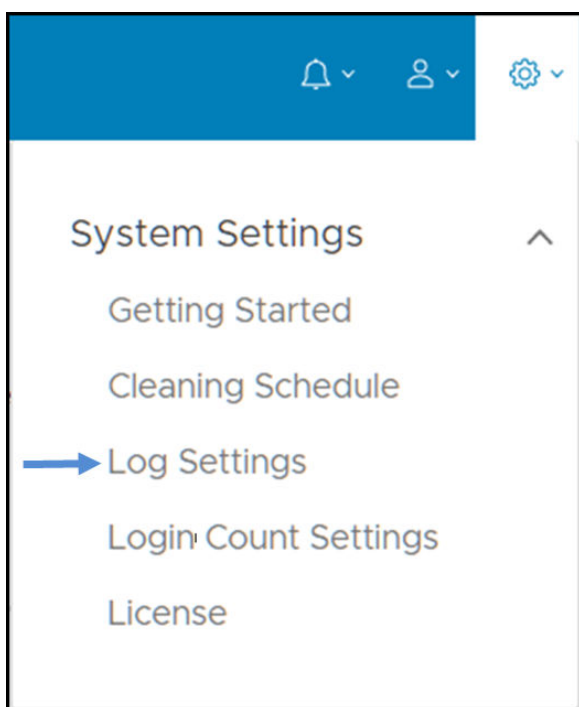 System Settings
Getting Started
Cleaning Schedule
Log Settings
Login Count Settings
License